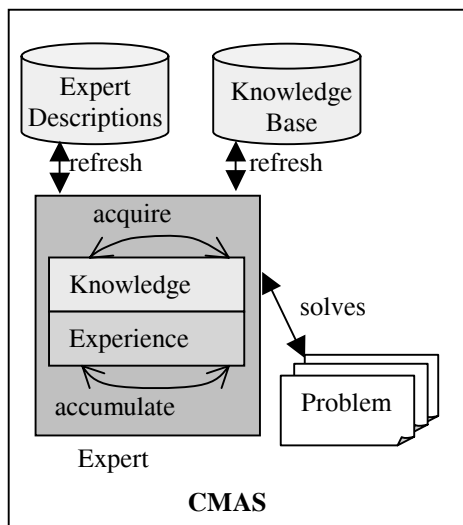 Expert
Descriptions
Knowledge
Base
refresh
refresh
acquire
Knowledge
Experience
accumulate
solves
Problem
Expert
CMAS